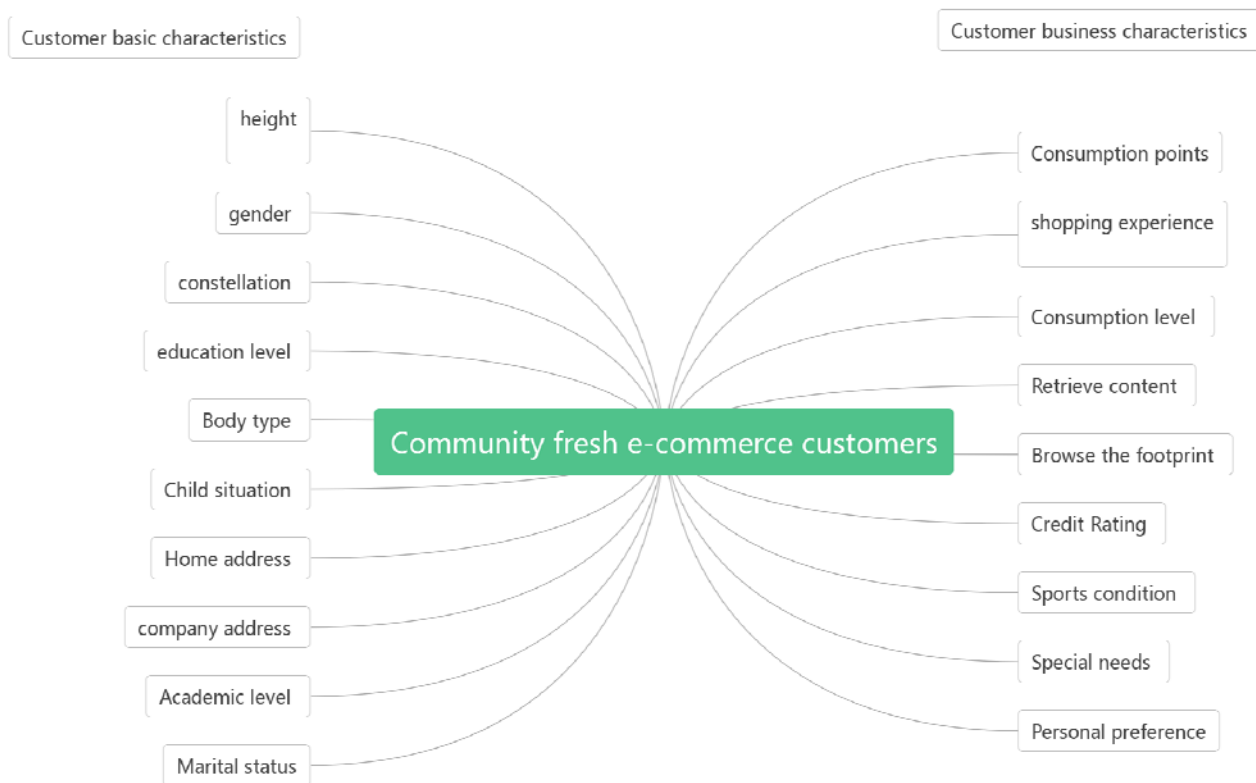 Customer basic characteristics
Customer business characteristics
height
gender
constellation
education level
Body type
Child situation
Home address
company address
Academic level
Marital status
Community fresh e-commerce customers
Consumption points
shopping experience
Consumption level
Retrieve content
Browse the footprint
Credit Rating
Sports condition
Special needs
Personal preference